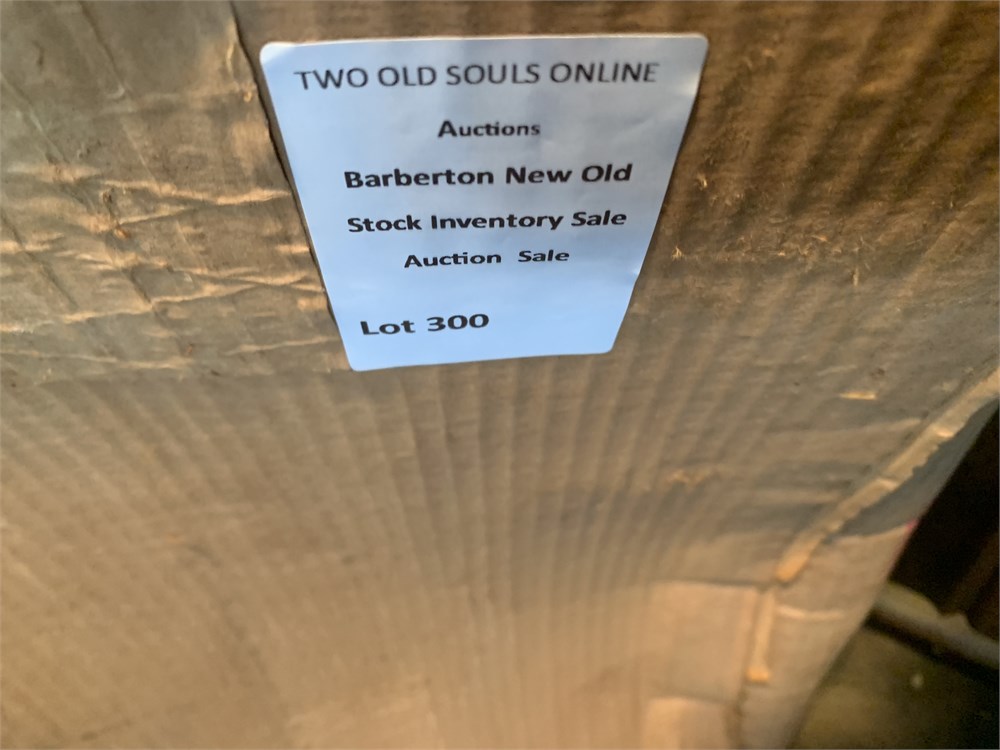 TWO OLD SOULS ONLINE
Auctions
Barberton New Old
Stock Inventory Sale
Auction Sale
Lot 300